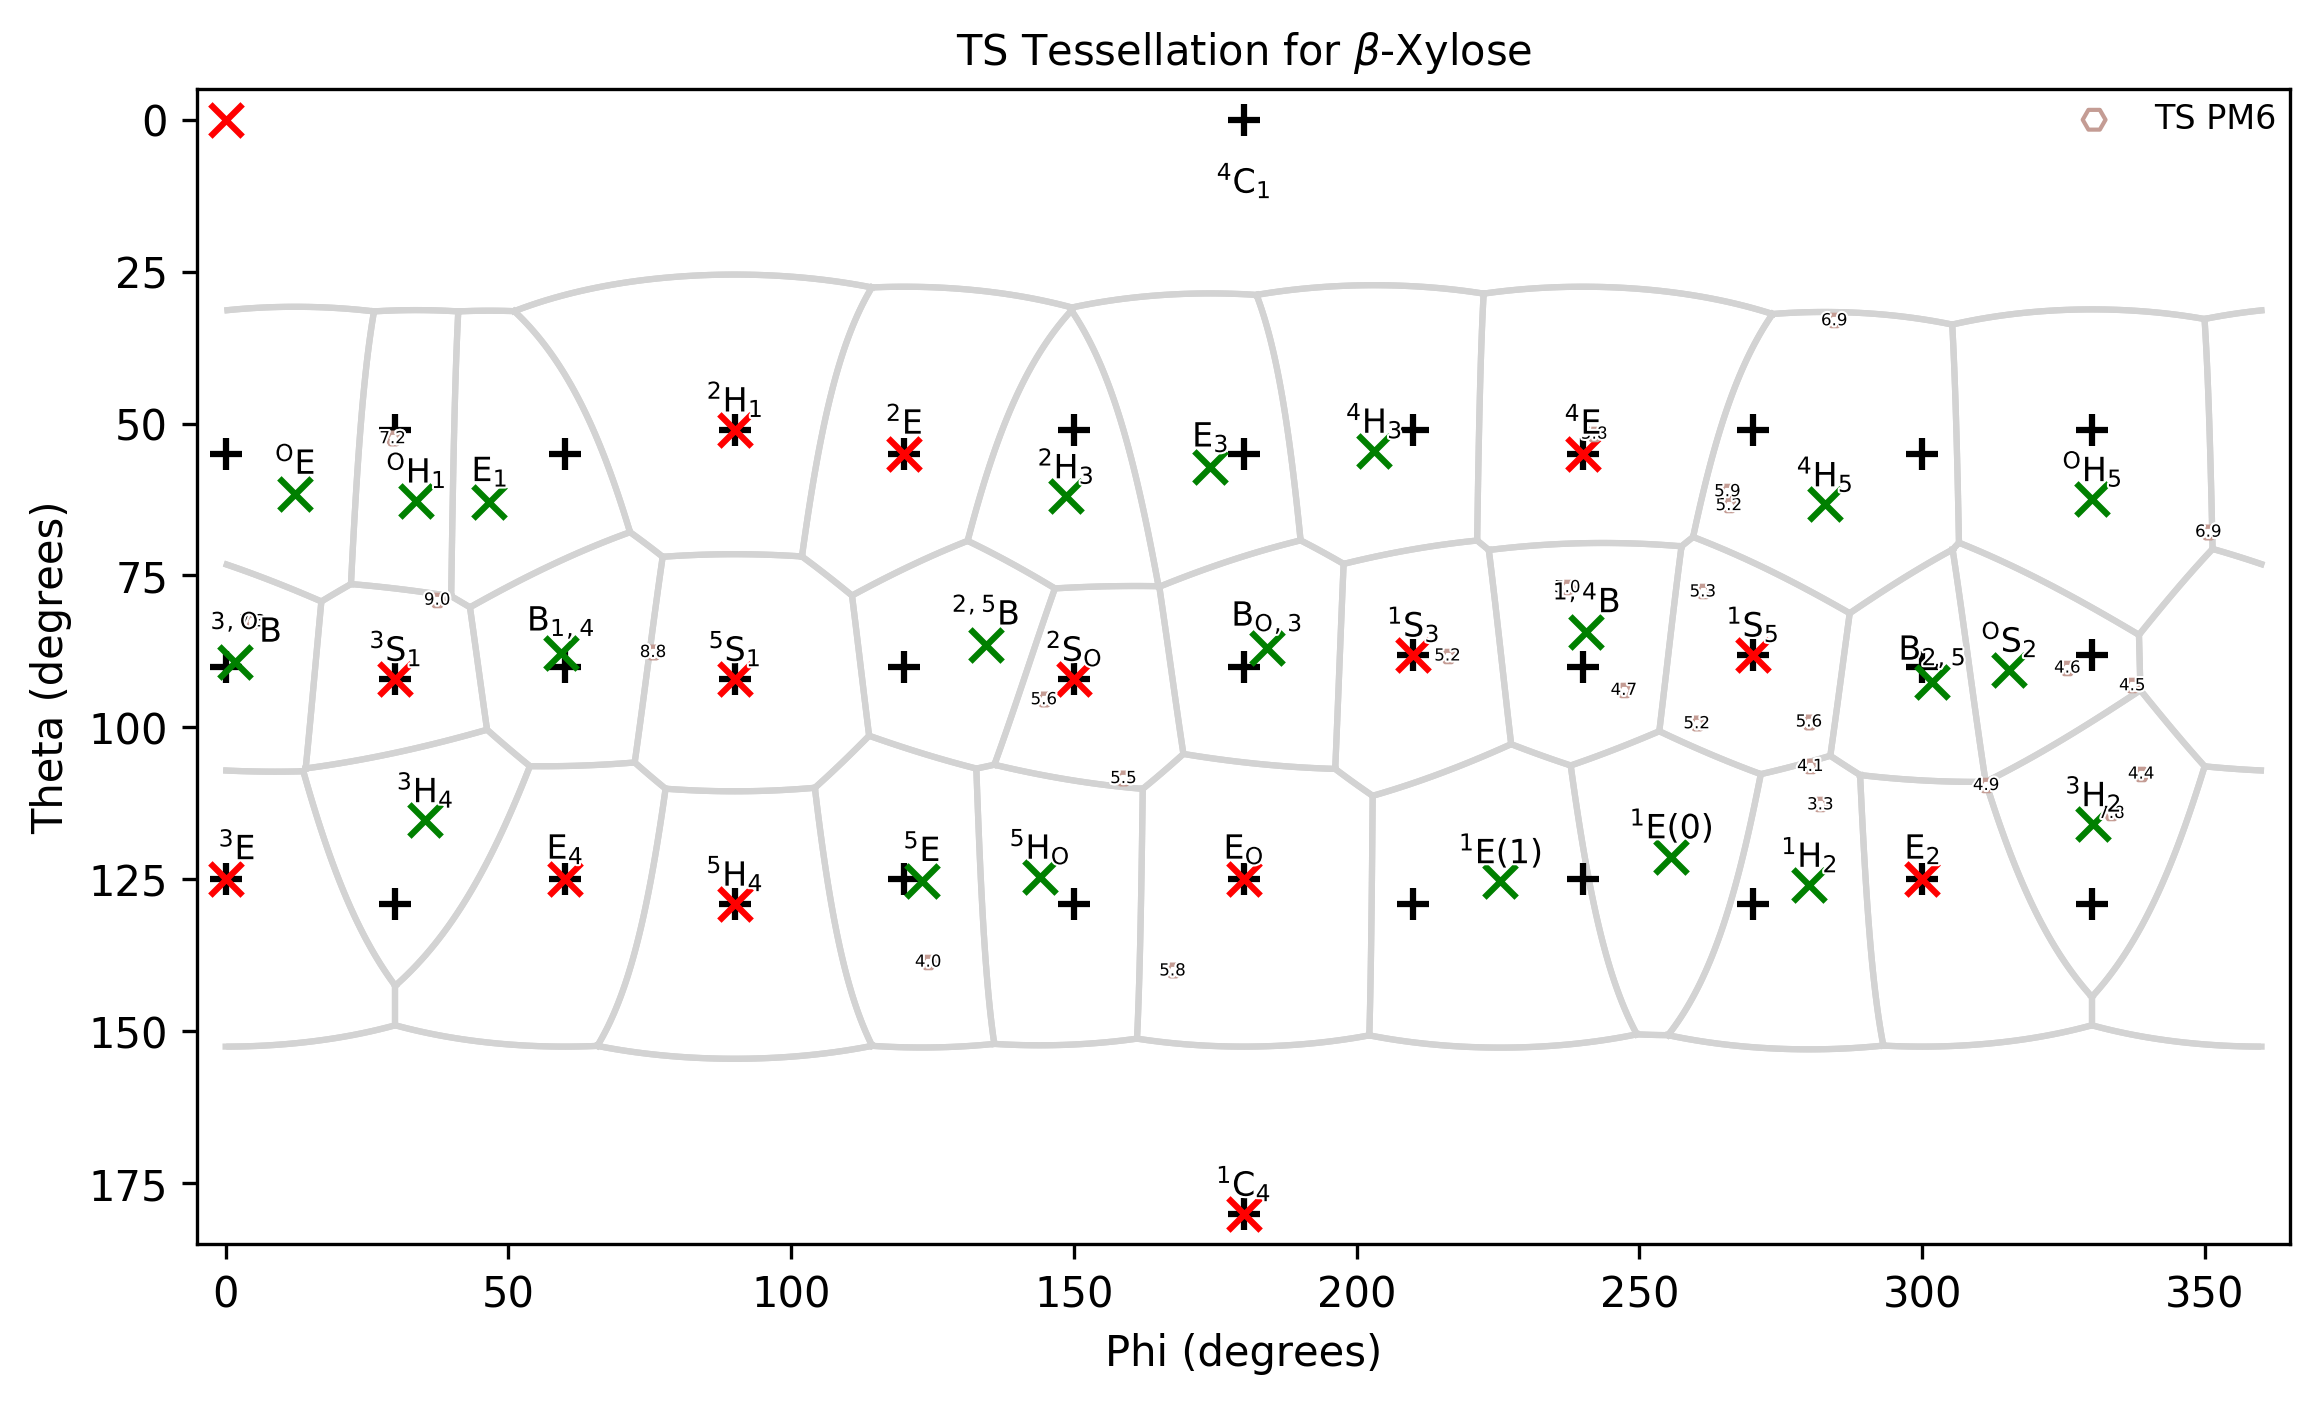 TS Tessellation for β-Xylose
TS PM6
0
25
50
75
100
125
150
175
Theta (degrees)
⁴C₁
6.9
²H₁
²E
⁴H₃
⁴E
E₃
7.2
ᴼE
ᴼH₁
E₁
²H₃
5.9
5.2
⁴H₅
ᴼH₅
6.9
9.0
5.3
3,OB
³S₁
B₁,₄
8.8
⁵S₁
2,5B
²Sₒ
Bₒ,₃
¹S₃
5.2
1,4B
¹S₅
B₂,₅
ᴼS₂
4.6
4.5
5.6
4.7
5.2
5.6
5.5
4.1
4.9
4.4
³H₄
3.3
³H₂
³E
E₄
⁵H₄
⁵E
⁵Hₒ
Eₒ
¹E(1)
¹E(0)
¹H₂
E₂
4.0
5.8
¹C₄
0
50
100
150
200
250
300
350
Phi (degrees)